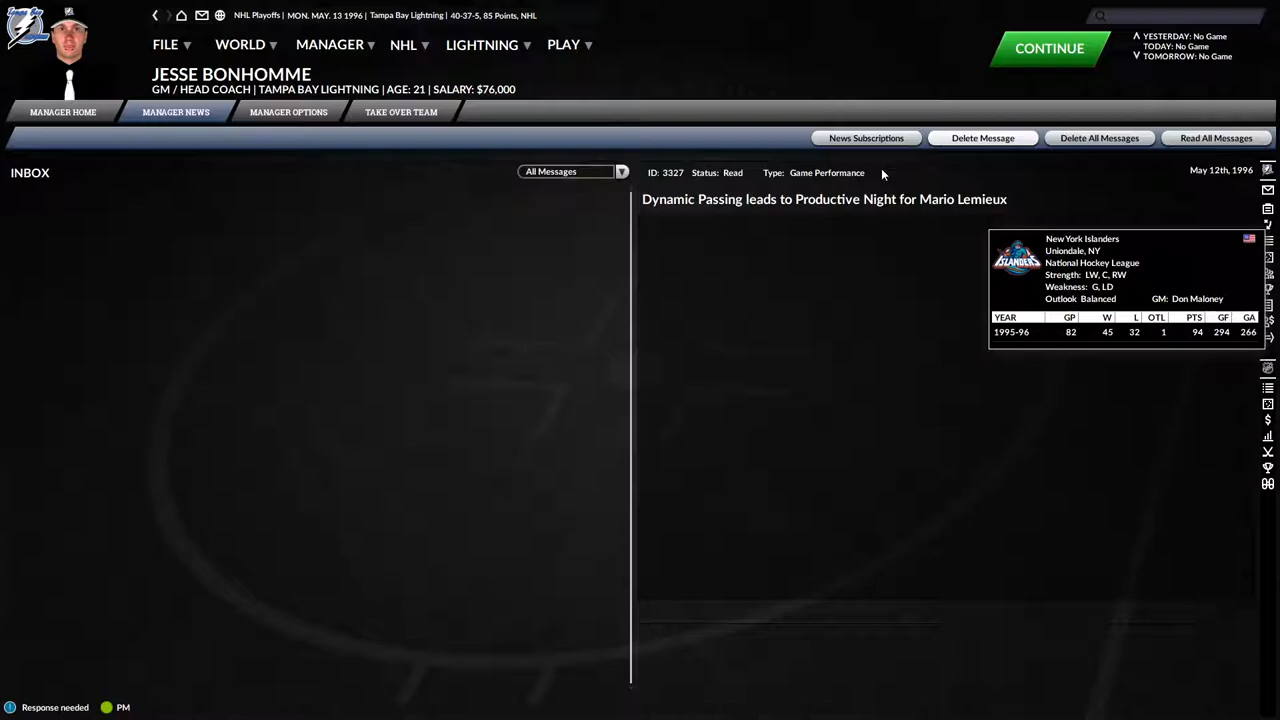 NHL Playoffs | MON. MAY. 13 1996 | Tampa Bay Lightning | 40-37-5, 85 Points, NHL
FILE WORLD MANAGER NHL LIGHTNING PLAY
CONTINUE
YESTERDAY: No Game
TODAY: No Game
TOMORROW: No Game
JESSE BONHOMME
GM / HEAD COACH | TAMPA BAY LIGHTNING | AGE: 21 | SALARY: $76,000
MANAGER HOME MANAGER NEWS MANAGER OPTIONS TAKE OVER TEAM
News Subscriptions Delete Message Delete All Messages Read All Messages
INBOX
All Messages
ID: 3327 Status: Read Type: Game Performance
May 12th, 1996
Dynamic Passing leads to Productive Night for Mario Lemieux
ISLANDERS
New York Islanders
Uniondale, NY
National Hockey League
Strength: LW, C, RW
Weakness: G, LD
Outlook Balanced GM: Don Maloney
YEAR GP W L OTL PTS GF GA
1995-96 82 45 32 1 94 294 266
Response needed PM